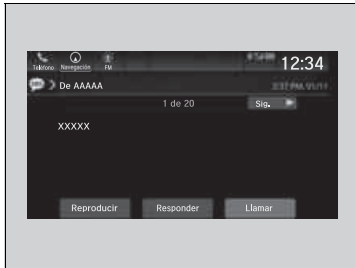 Teléfono Navegación FM
12:34
De AAAAA
1 de 20 Sig.
XXXXX
Reproducir Responder Llamar